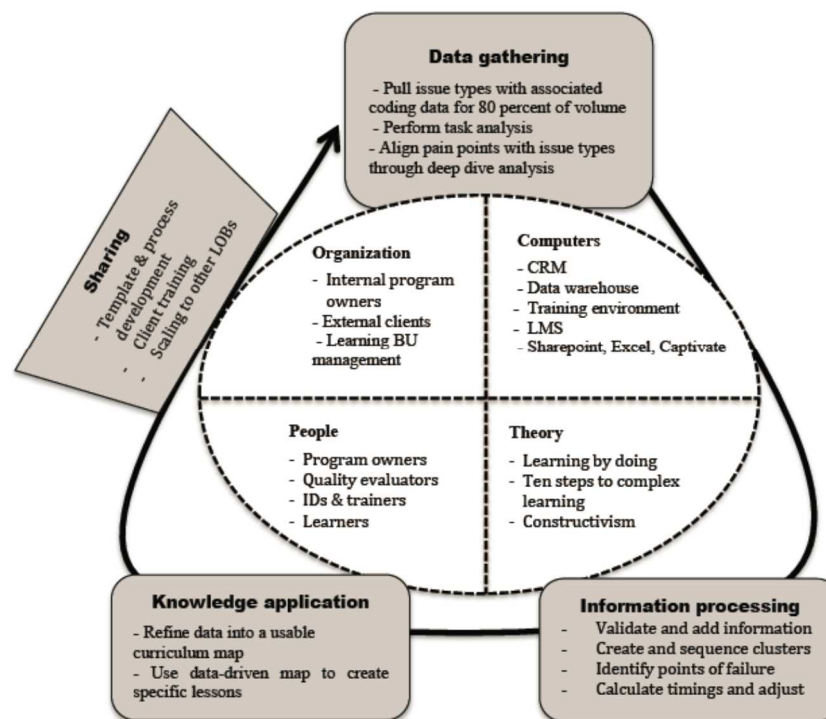 Data gathering
- Pull issue types with associated
coding data for 80 percent of volume
- Perform task analysis
- Align pain points with issue types
through deep dive analysis
Sharing
- Template & process
development
- Client training
- Scaling to other LOBs
Organization
- Internal program
owners
- External clients
- Learning BU
management
Computers
- CRM
- Data warehouse
- Training environment
- LMS
- Sharepoint, Excel, Captivate
People
- Program owners
- Quality evaluators
- IDs & trainers
- Learners
Theory
- Learning by doing
- Ten steps to complex
learning
- Constructivism
Knowledge application
- Refine data into a usable
curriculum map
- Use data-driven map to create
specific lessons
Information processing
- Validate and add information
- Create and sequence clusters
- Identify points of failure
- Calculate timings and adjust